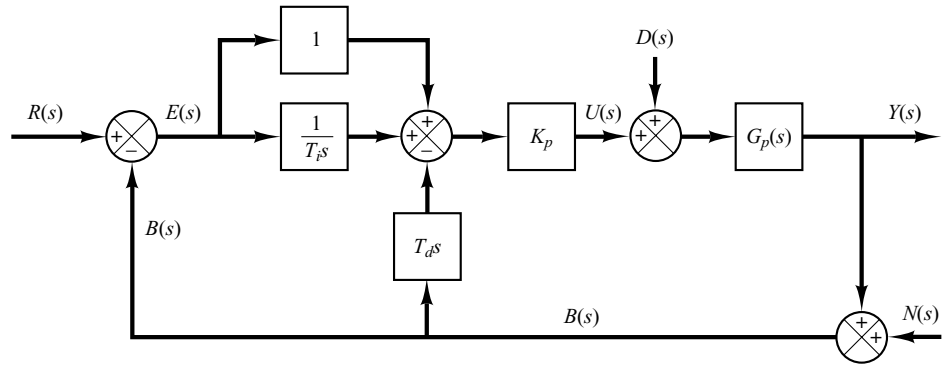 1
D(s)
R(s)
+
−
E(s)
1
T_i s
+
+
−
K_p
U(s)
+
+
G_p(s)
Y(s)
B(s)
T_d s
B(s)
+
+
N(s)